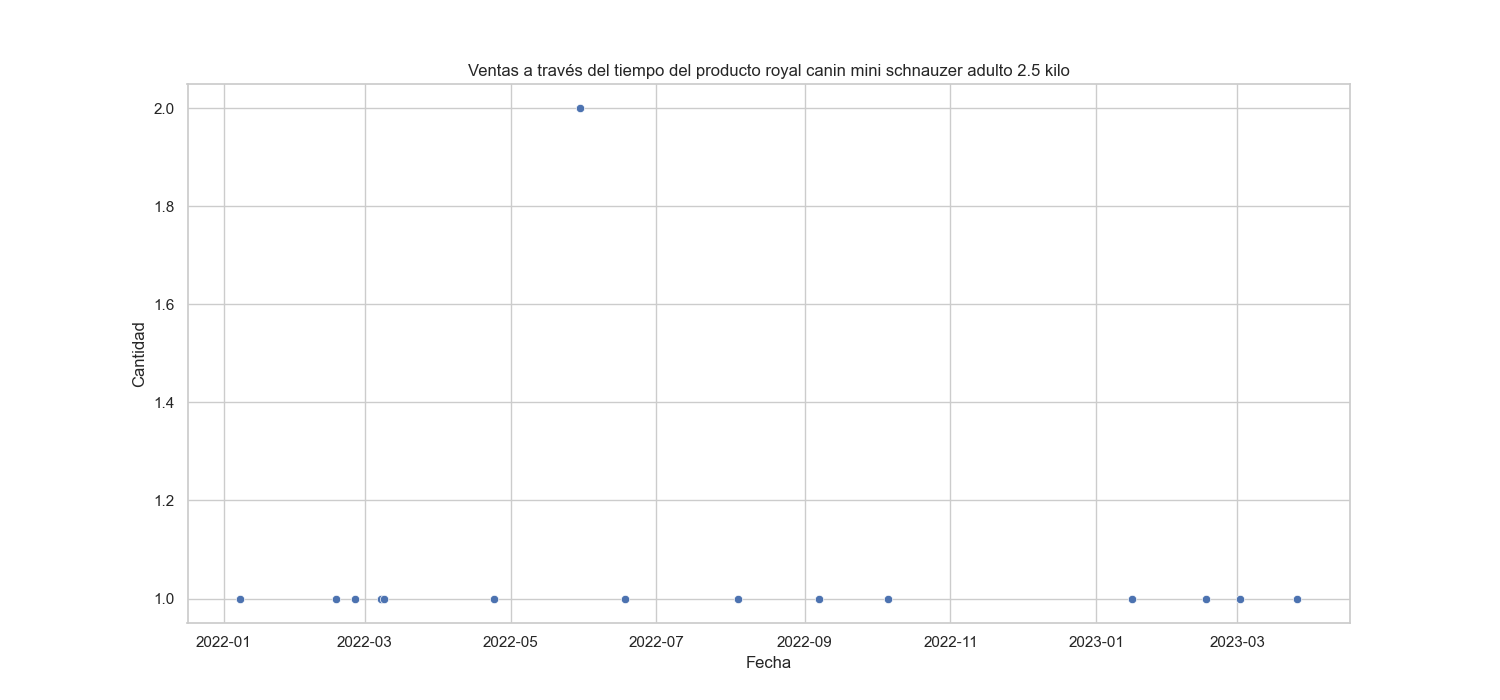 Ventas a través del tiempo del producto royal canin mini schnauzer adulto 2.5 kilo
2.0
1.8
1.6
1.4
1.2
1.0
Cantidad
2022-01 2022-03 2022-05 2022-07 2022-09 2022-11 2023-01 2023-03
Fecha